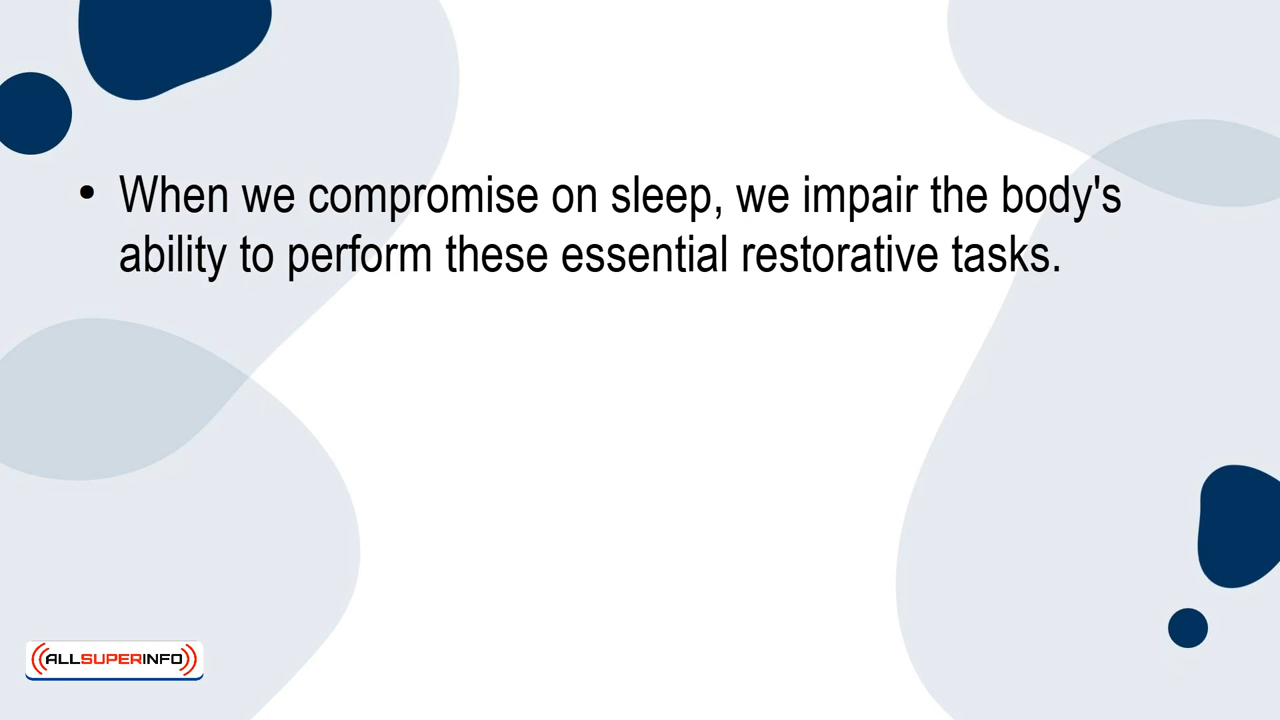 • When we compromise on sleep, we impair the body's
ability to perform these essential restorative tasks.
ALLSUPERINFO